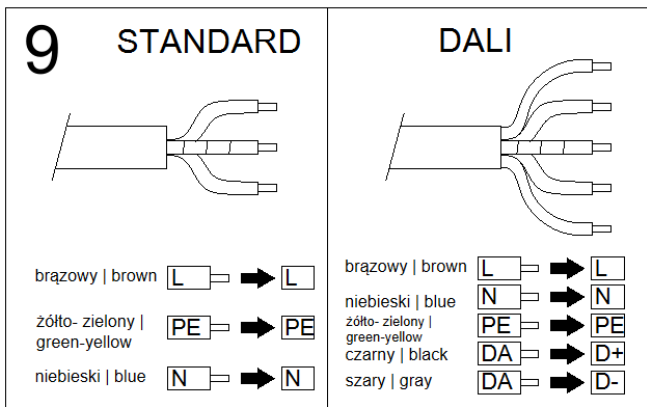 9 STANDARD
brązowy | brown L L
żółto- zielony |
green-yellow PE PE
niebieski | blue N N
DALI
brązowy | brown L L
niebieski | blue N N
żółto- zielony |
green-yellow PE PE
czarny | black DA D+
szary | gray DA D-